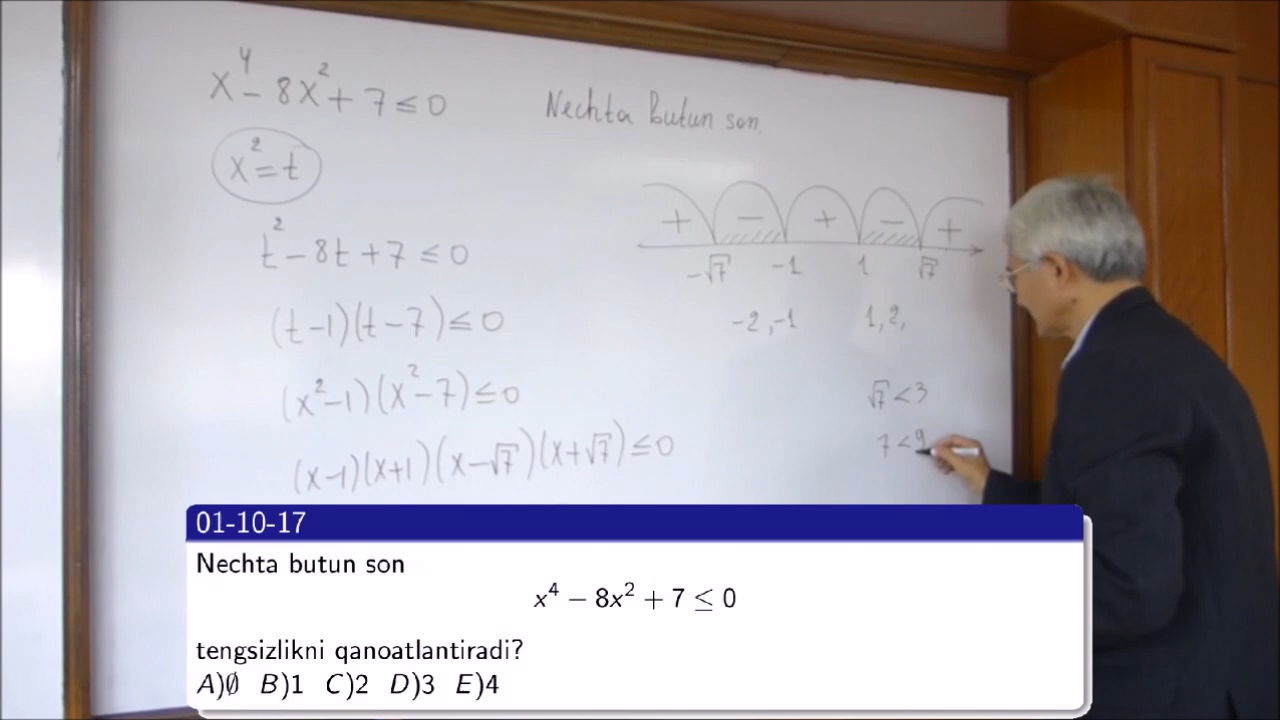 x⁴ − 8x² + 7 ≤ 0
Nechta butun son.
x² = t
t² − 8t + 7 ≤ 0
(t−1)(t−7) ≤ 0
(x²−1)(x²−7) ≤ 0
(x−1)(x+1)(x−√7)(x+√7) ≤ 0
+ − + − +
−√7 −1 1 √7
−2, −1 1, 2,
√7 < 3
7 < 9
01-10-17
Nechta butun son
x⁴ − 8x² + 7 ≤ 0
tengsizlikni qanoatlantiradi?
A)∅ B)1 C)2 D)3 E)4